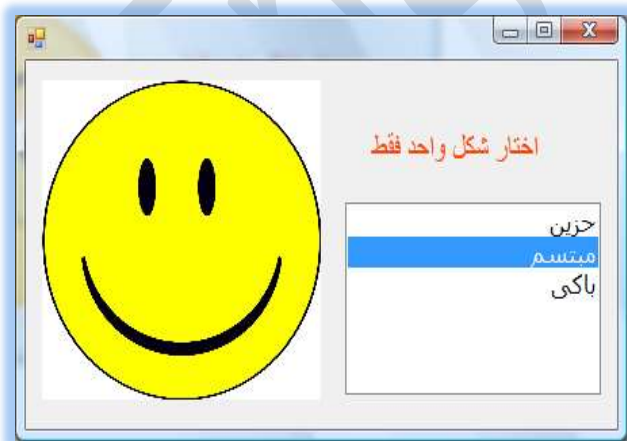 اختار شكل واحد فقط
حزين
مبتسم
باكى